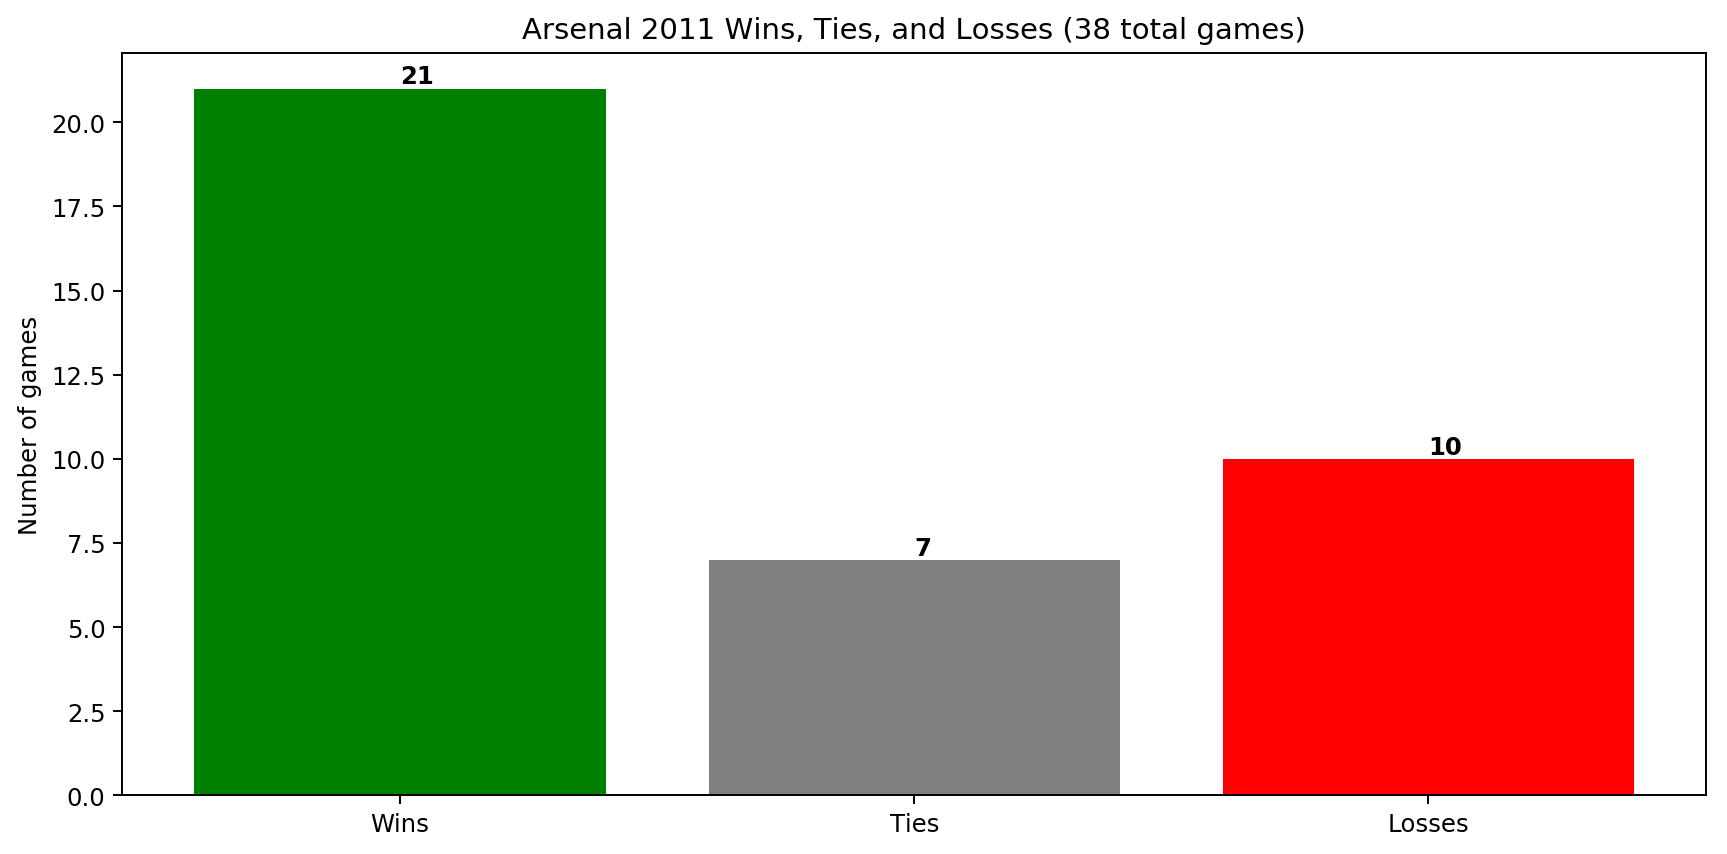 Arsenal 2011 Wins, Ties, and Losses (38 total games)
Number of games
20.0
17.5
15.0
12.5
10.0
7.5
5.0
2.5
0.0
21
7
10
Wins
Ties
Losses